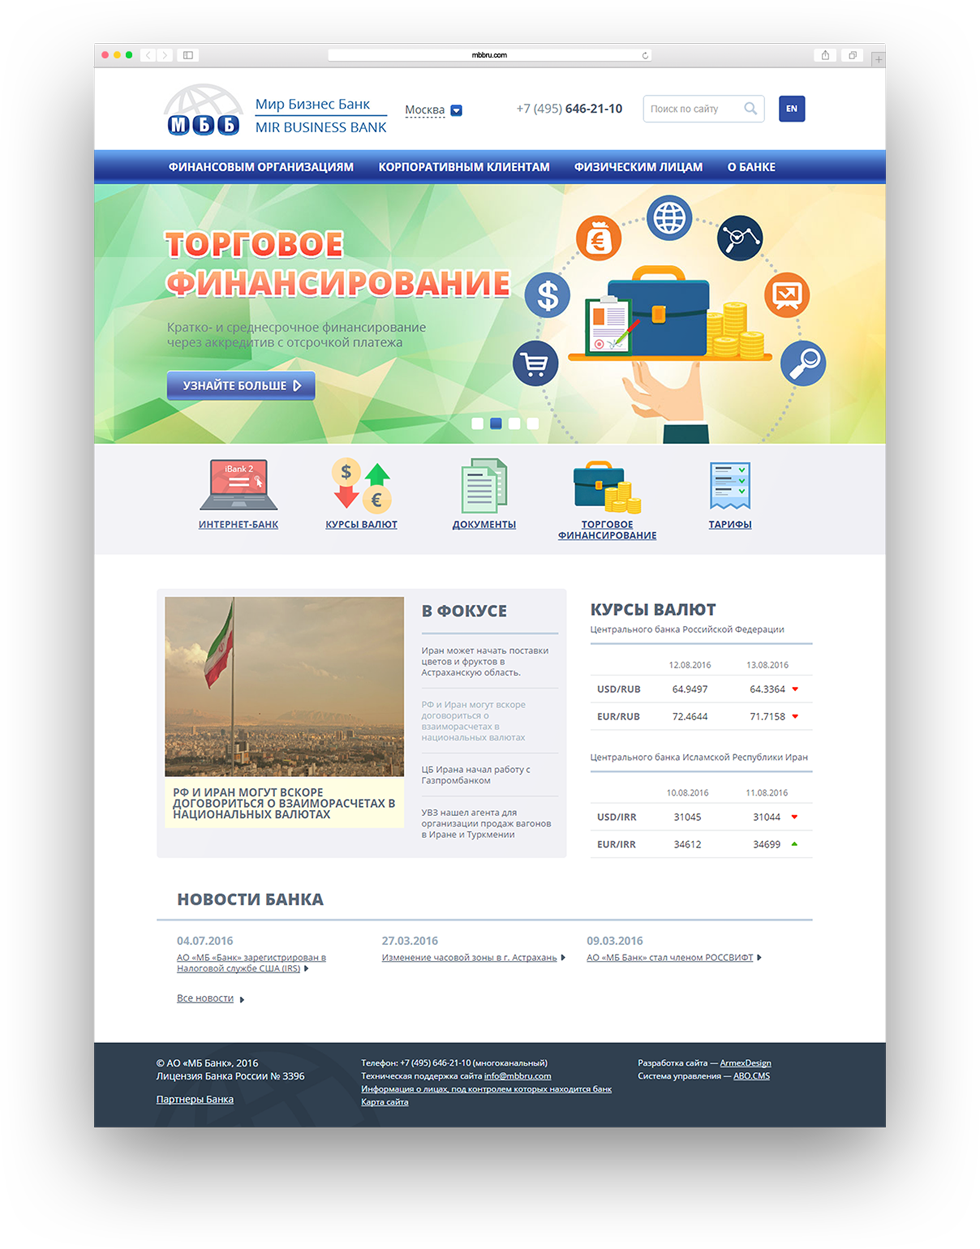 mbbru.com
МББ
Мир Бизнес Банк
MIR BUSINESS BANK
Москва
+7 (495) 646-21-10
Поиск по сайту
EN
ФИНАНСОВЫМ ОРГАНИЗАЦИЯМ
КОРПОРАТИВНЫМ КЛИЕНТАМ
ФИЗИЧЕСКИМ ЛИЦАМ
О БАНКЕ
ТОРГОВОЕ
ФИНАНСИРОВАНИЕ
Кратко- и среднесрочное финансирование
через аккредитив с отсрочкой платежа
УЗНАЙТЕ БОЛЬШЕ
iBank 2
ИНТЕРНЕТ-БАНК
КУРСЫ ВАЛЮТ
ДОКУМЕНТЫ
ТОРГОВОЕ
ФИНАНСИРОВАНИЕ
ТАРИФЫ
РФ И ИРАН МОГУТ ВСКОРЕ
ДОГОВОРИТЬСЯ О ВЗАИМОРАСЧЕТАХ В
НАЦИОНАЛЬНЫХ ВАЛЮТАХ
В ФОКУСЕ
Иран может начать поставки
цветов и фруктов в
Астраханскую область.
РФ и Иран могут вскоре
договориться о
взаиморасчетах в
национальных валютах
ЦБ Ирана начал работу с
Газпромбанком
УВЗ нашел агента для
организации продаж вагонов
в Иране и Туркмении
КУРСЫ ВАЛЮТ
Центрального банка Российской Федерации
12.08.2016 13.08.2016
USD/RUB 64.9497 64.3364
EUR/RUB 72.4644 71.7158
Центрального банка Исламской Республики Иран
10.08.2016 11.08.2016
USD/IRR 31045 31044
EUR/IRR 34612 34699
НОВОСТИ БАНКА
04.07.2016
АО «МБ «Банк» зарегистрирован в
Налоговой службе США (IRS)
27.03.2016
Изменение часовой зоны в г. Астрахань
09.03.2016
АО «МБ Банк» стал членом РОССВИФТ
Все новости
© АО «МБ Банк», 2016
Лицензия Банка России № 3396
Партнеры Банка
Телефон: +7 (495) 646-21-10 (многоканальный)
Техническая поддержка сайта info@mbbru.com
Информация о лицах, под контролем которых находится банк
Карта сайта
Разработка сайта — ArmexDesign
Система управления — ABO.CMS